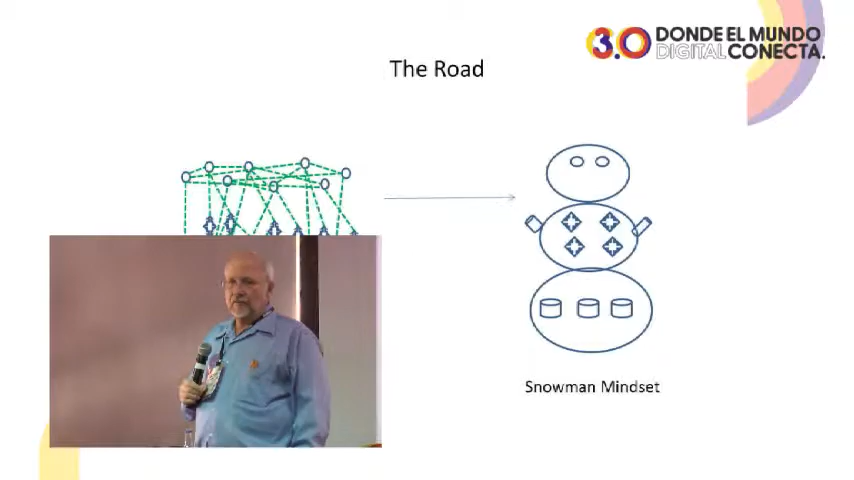 3.0 DONDE EL MUNDO
DIGITAL CONECTA.
The Road
Snowman Mindset